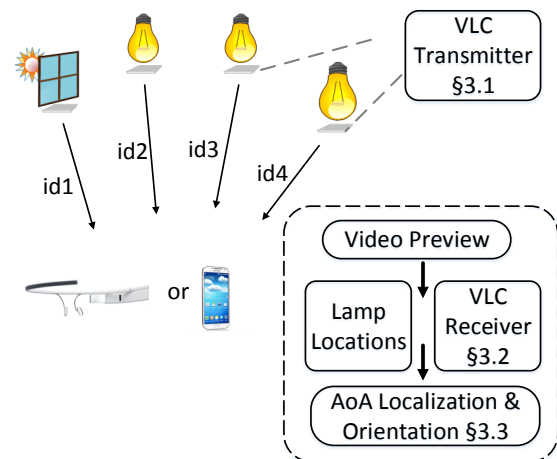 VLC
Transmitter
§3.1
id1
id2
id3
id4
or
Video Preview
Lamp
Locations
VLC
Receiver
§3.2
AoA Localization &
Orientation §3.3